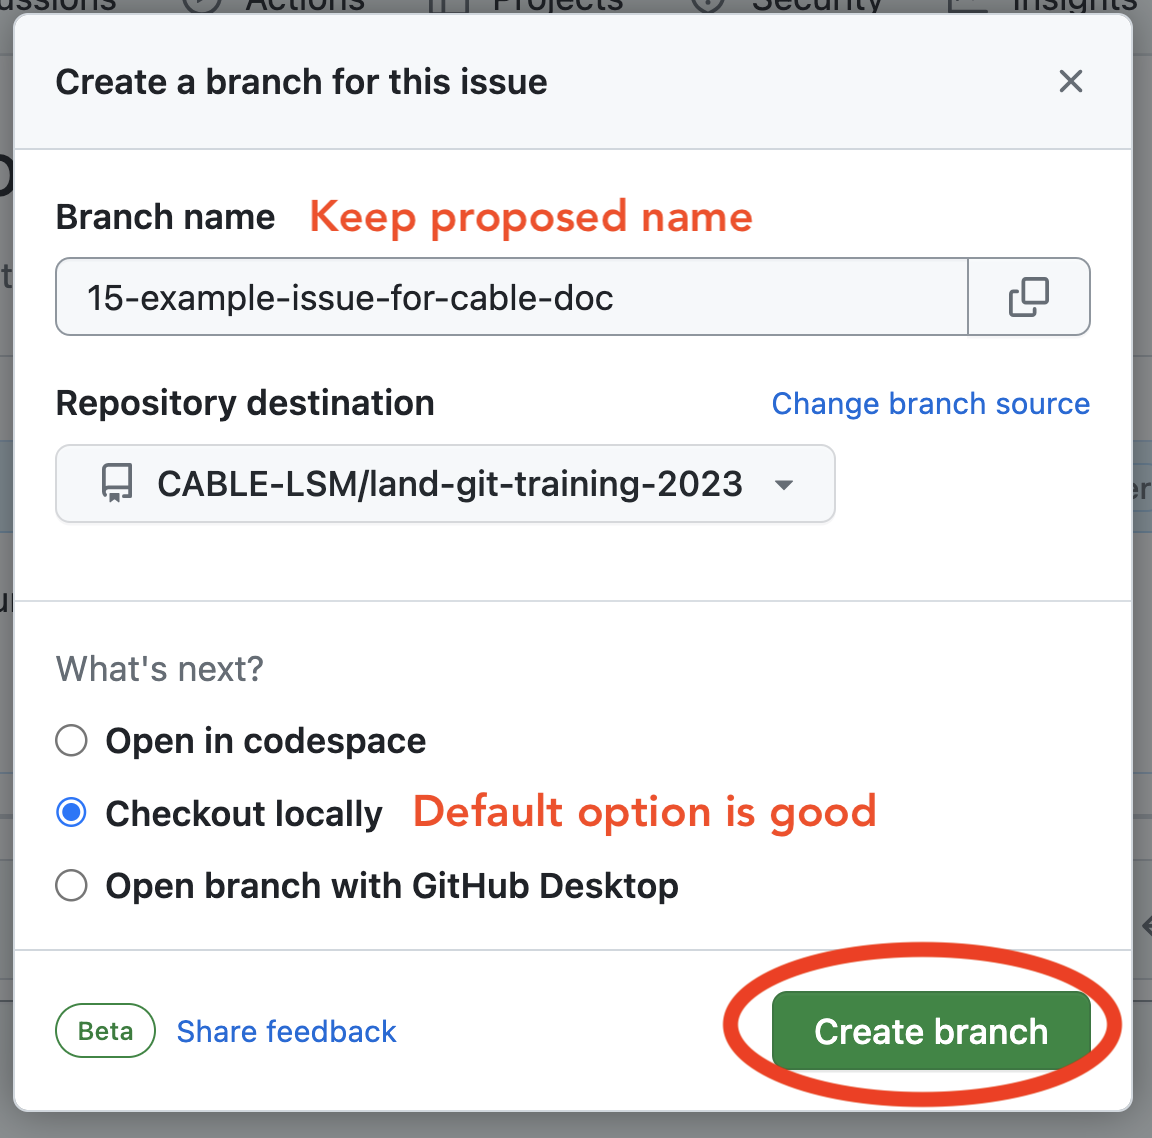 Actions
Projects
Security
Insights
Create a branch for this issue
Branch name Keep proposed name
15-example-issue-for-cable-doc
Repository destination Change branch source
CABLE-LSM/land-git-training-2023
What's next?
Open in codespace
Checkout locally Default option is good
Open branch with GitHub Desktop
Beta Share feedback Create branch